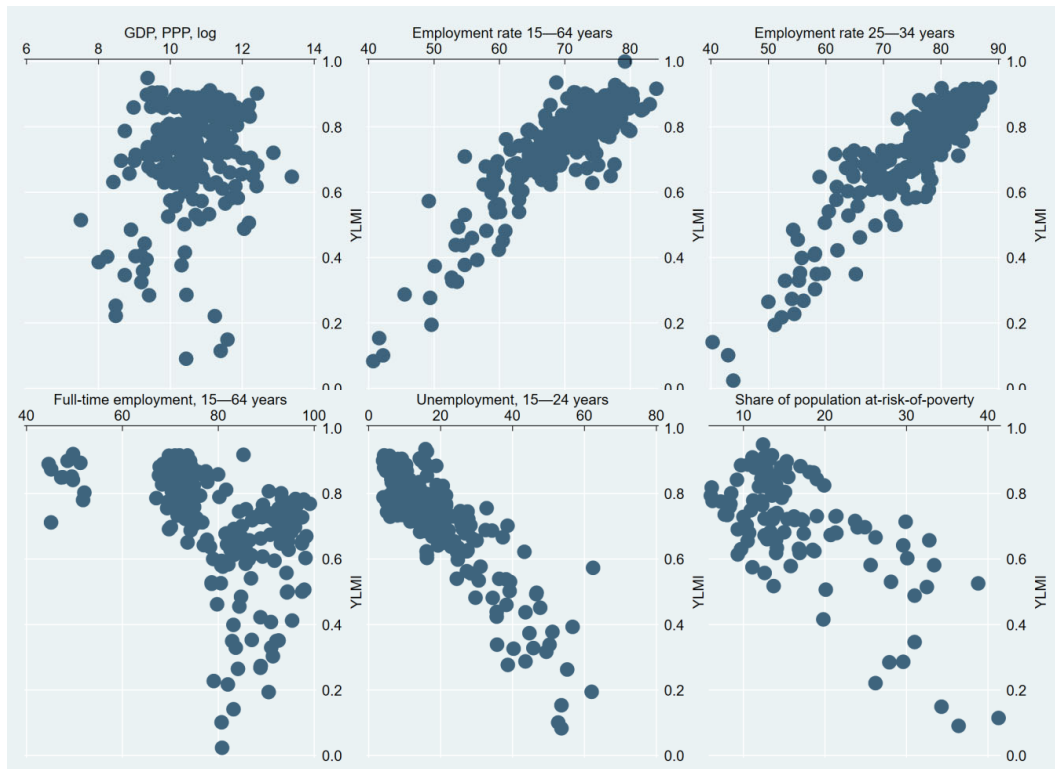 GDP, PPP, log
6 8 10 12 14
1.0
0.8
0.6
YLMI
0.4
0.2
0.0
Employment rate 15—64 years
40 50 60 70 80
1.0
0.8
0.6
YLMI
0.4
0.2
0.0
Employment rate 25—34 years
40 50 60 70 80 90
1.0
0.8
0.6
YLMI
0.4
0.2
0.0
Full-time employment, 15—64 years
40 60 80 100
1.0
0.8
0.6
YLMI
0.4
0.2
0.0
Unemployment, 15—24 years
0 20 40 60 80
1.0
0.8
0.6
YLMI
0.4
0.2
0.0
Share of population at-risk-of-poverty
10 20 30 40
1.0
0.8
0.6
YLMI
0.4
0.2
0.0